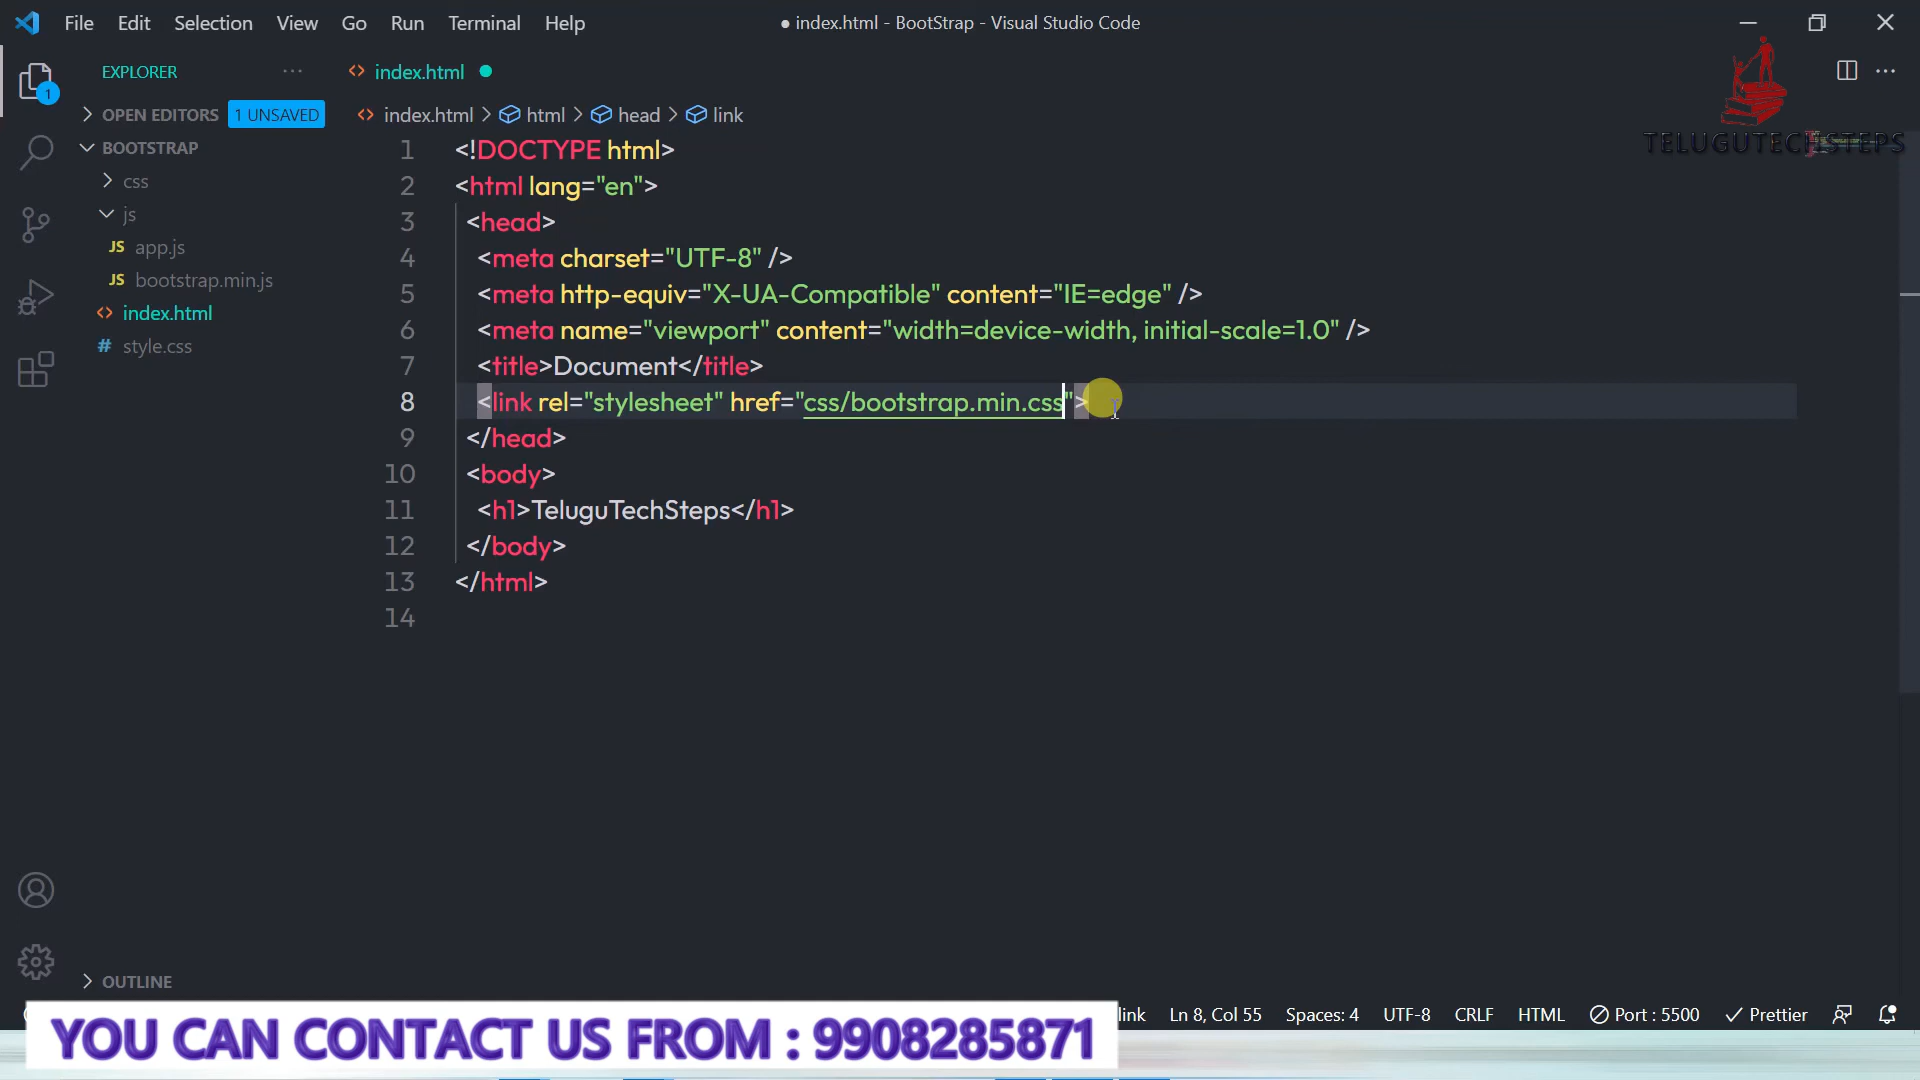 File Edit Selection View Go Run Terminal Help
● index.html - BootStrap - Visual Studio Code
EXPLORER
index.html
1
OPEN EDITORS 1 UNSAVED
index.html > html > head > link
BOOTSTRAP
css
js
JS app.js
JS bootstrap.min.js
<> index.html
# style.css
TELUGUTECHSTEPS
1 <!DOCTYPE html>
2 <html lang="en">
3 <head>
4 <meta charset="UTF-8" />
5 <meta http-equiv="X-UA-Compatible" content="IE=edge" />
6 <meta name="viewport" content="width=device-width, initial-scale=1.0" />
7 <title>Document</title>
8 <link rel="stylesheet" href="css/bootstrap.min.css">
9 </head>
10 <body>
11 <h1>TeluguTechSteps</h1>
12 </body>
13 </html>
14
OUTLINE
link Ln 8, Col 55 Spaces: 4 UTF-8 CRLF HTML Port : 5500 Prettier
YOU CAN CONTACT US FROM : 9908285871